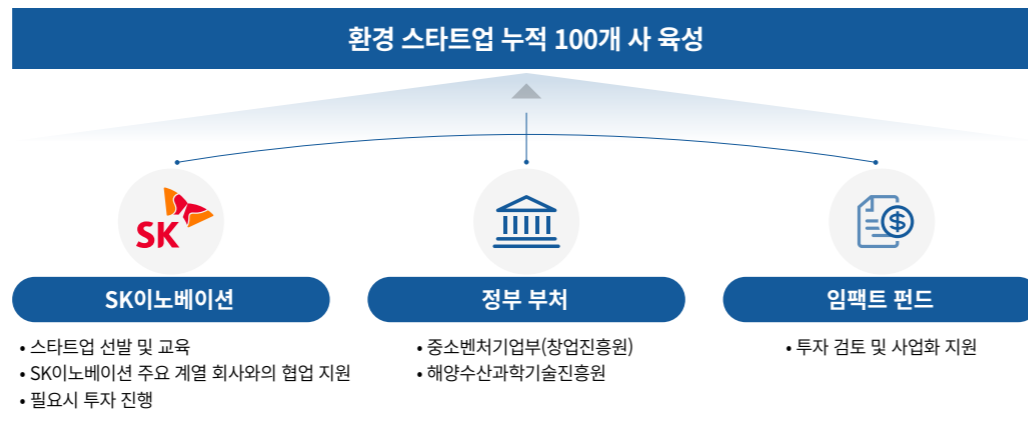 환경 스타트업 누적 100개 사 육성
SK
SK이노베이션
• 스타트업 선발 및 교육
• SK이노베이션 주요 계열 회사와의 협업 지원
• 필요시 투자 진행
정부 부처
• 중소벤처기업부(창업진흥원)
• 해양수산과학기술진흥원
$
임팩트 펀드
• 투자 검토 및 사업화 지원